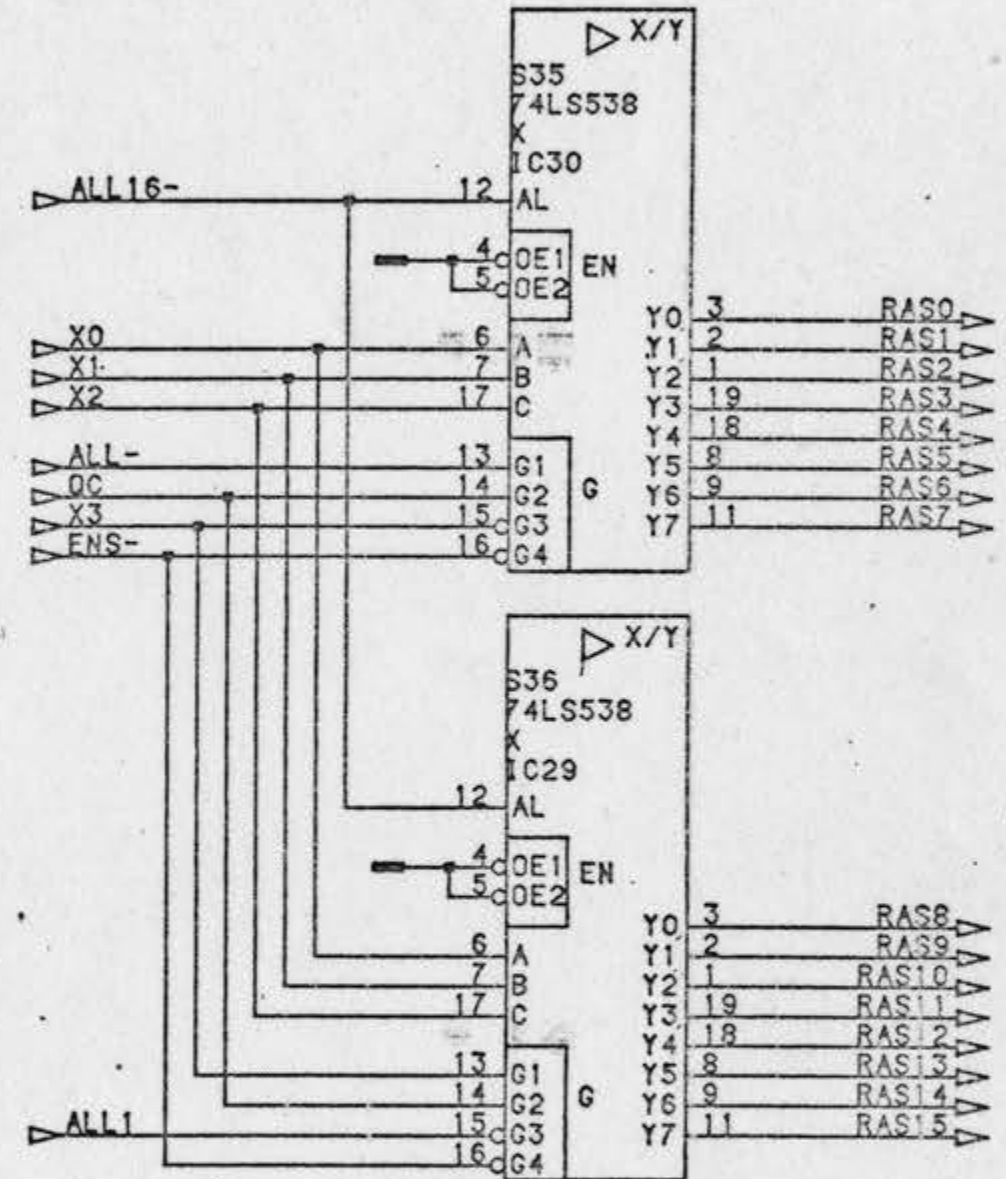 X/Y
S35
74LS538
X
IC30
ALL16- 12 AL
4 OE1 EN
5 OE2
Y0 3 RAS0
X0 6 A Y1 2 RAS1
X1 7 B Y2 1 RAS2
X2 17 C Y3 19 RAS3
Y4 18 RAS4
ALL- 13 G1 Y5 8 RAS5
QC 14 G2 G Y6 9 RAS6
X3 15 G3 Y7 11 RAS7
ENS- 16 G4
X/Y
S36
74LS538
X
IC29
12 AL
4 OE1 EN
5 OE2
Y0 3 RAS8
6 A Y1 2 RAS9
7 B Y2 1 RAS10
17 C Y3 19 RAS11
Y4 18 RAS12
13 G1 Y5 8 RAS13
14 G2 G Y6 9 RAS14
ALL1 15 G3 Y7 11 RAS15
16 G4